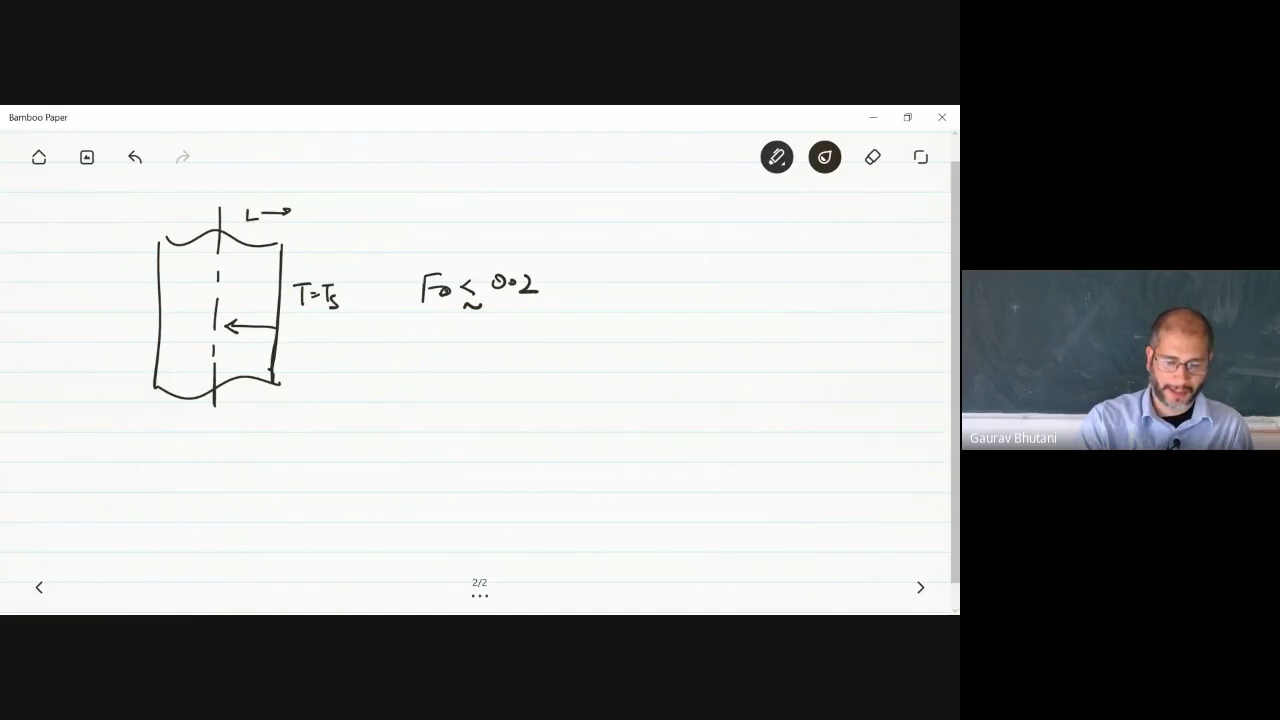 Bamboo Paper
L →
T=Ts
Fo ≲ 0.2
Gaurav Bhutani
2/2